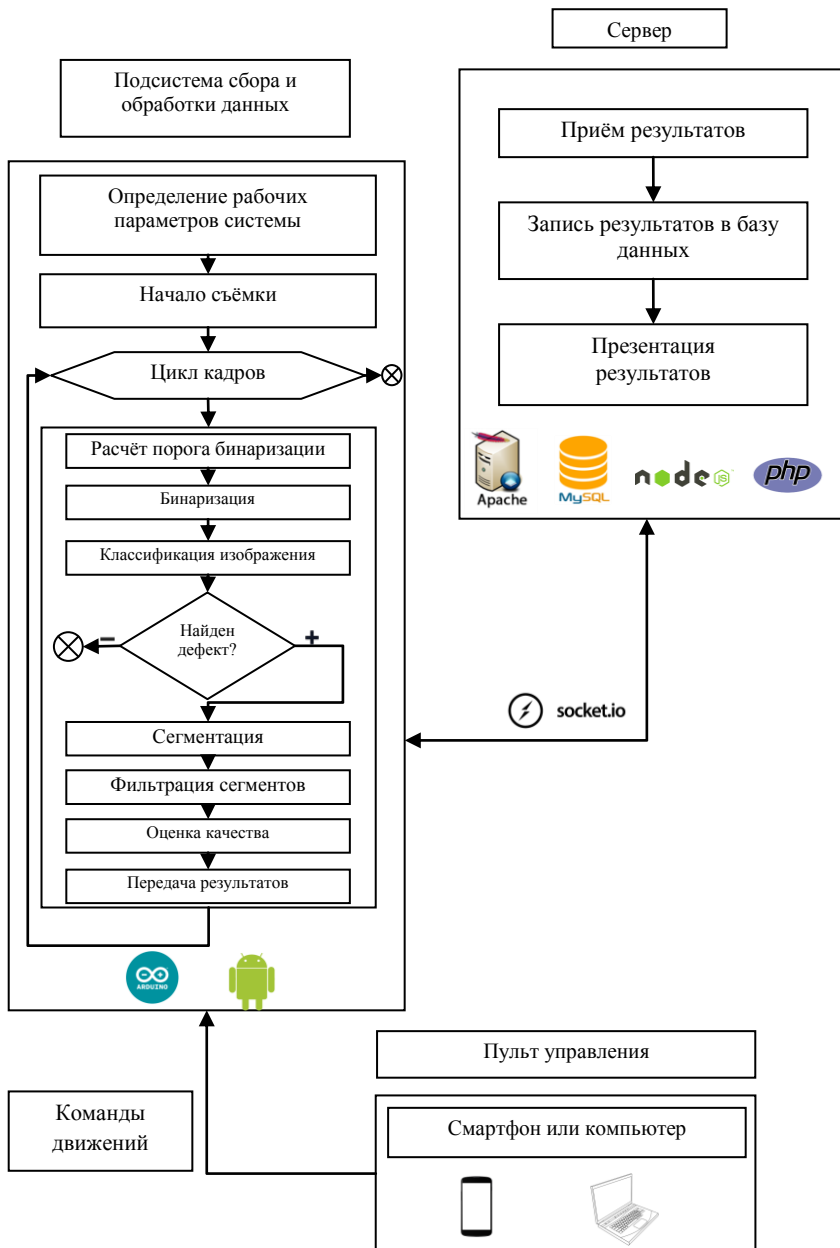 Сервер
Подсистема сбора и
обработки данных
Приём результатов
Запись результатов в базу
данных
Презентация
результатов
Apache
MySQL
node
JS
php
Определение рабочих
параметров системы
Начало съёмки
Цикл кадров
Расчёт порога бинаризации
Бинаризация
Классификация изображения
Найден
дефект?
–
+
Сегментация
Фильтрация сегментов
Оценка качества
Передача результатов
ARDUINO
socket.io
Пульт управления
Команды
движений
Смартфон или компьютер